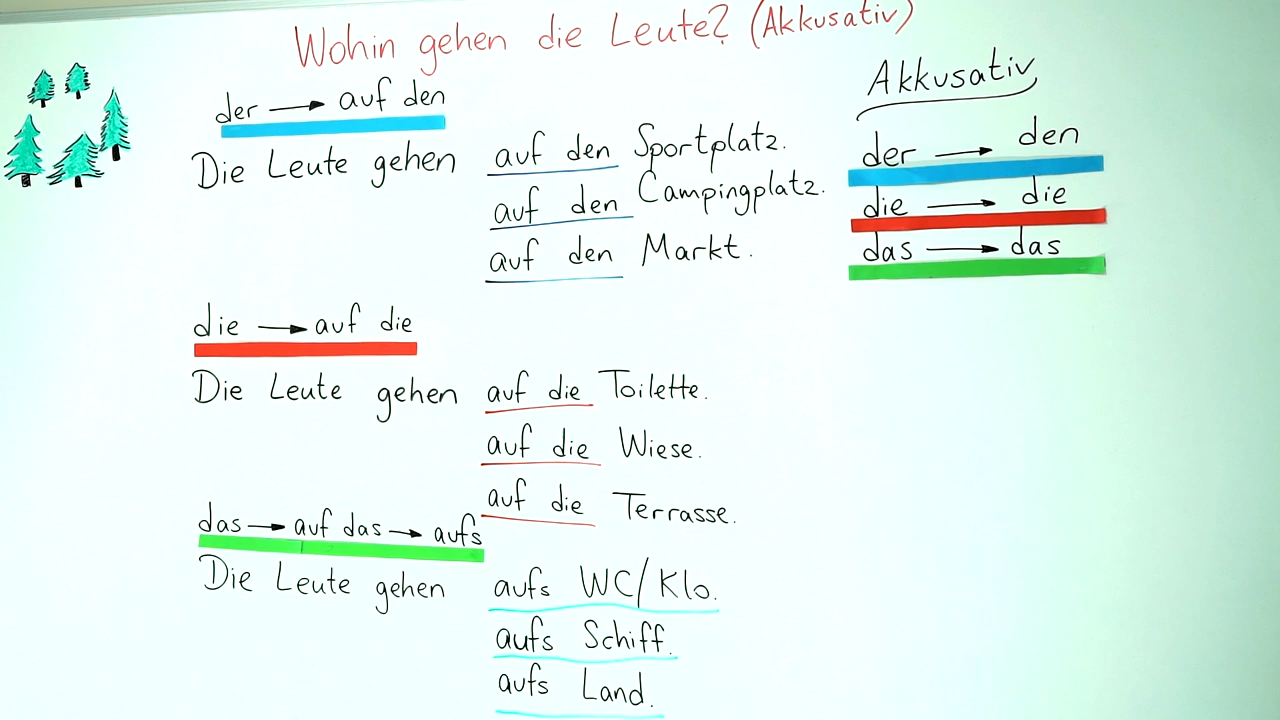 Wohin gehen die Leute? (Akkusativ)
der → auf den
Die Leute gehen auf den Sportplatz.
auf den Campingplatz.
auf den Markt.
die → auf die
Die Leute gehen auf die Toilette.
auf die Wiese.
auf die Terrasse.
das → auf das → aufs
Die Leute gehen aufs WC/Klo.
aufs Schiff.
aufs Land.
Akkusativ
der → den
die → die
das → das